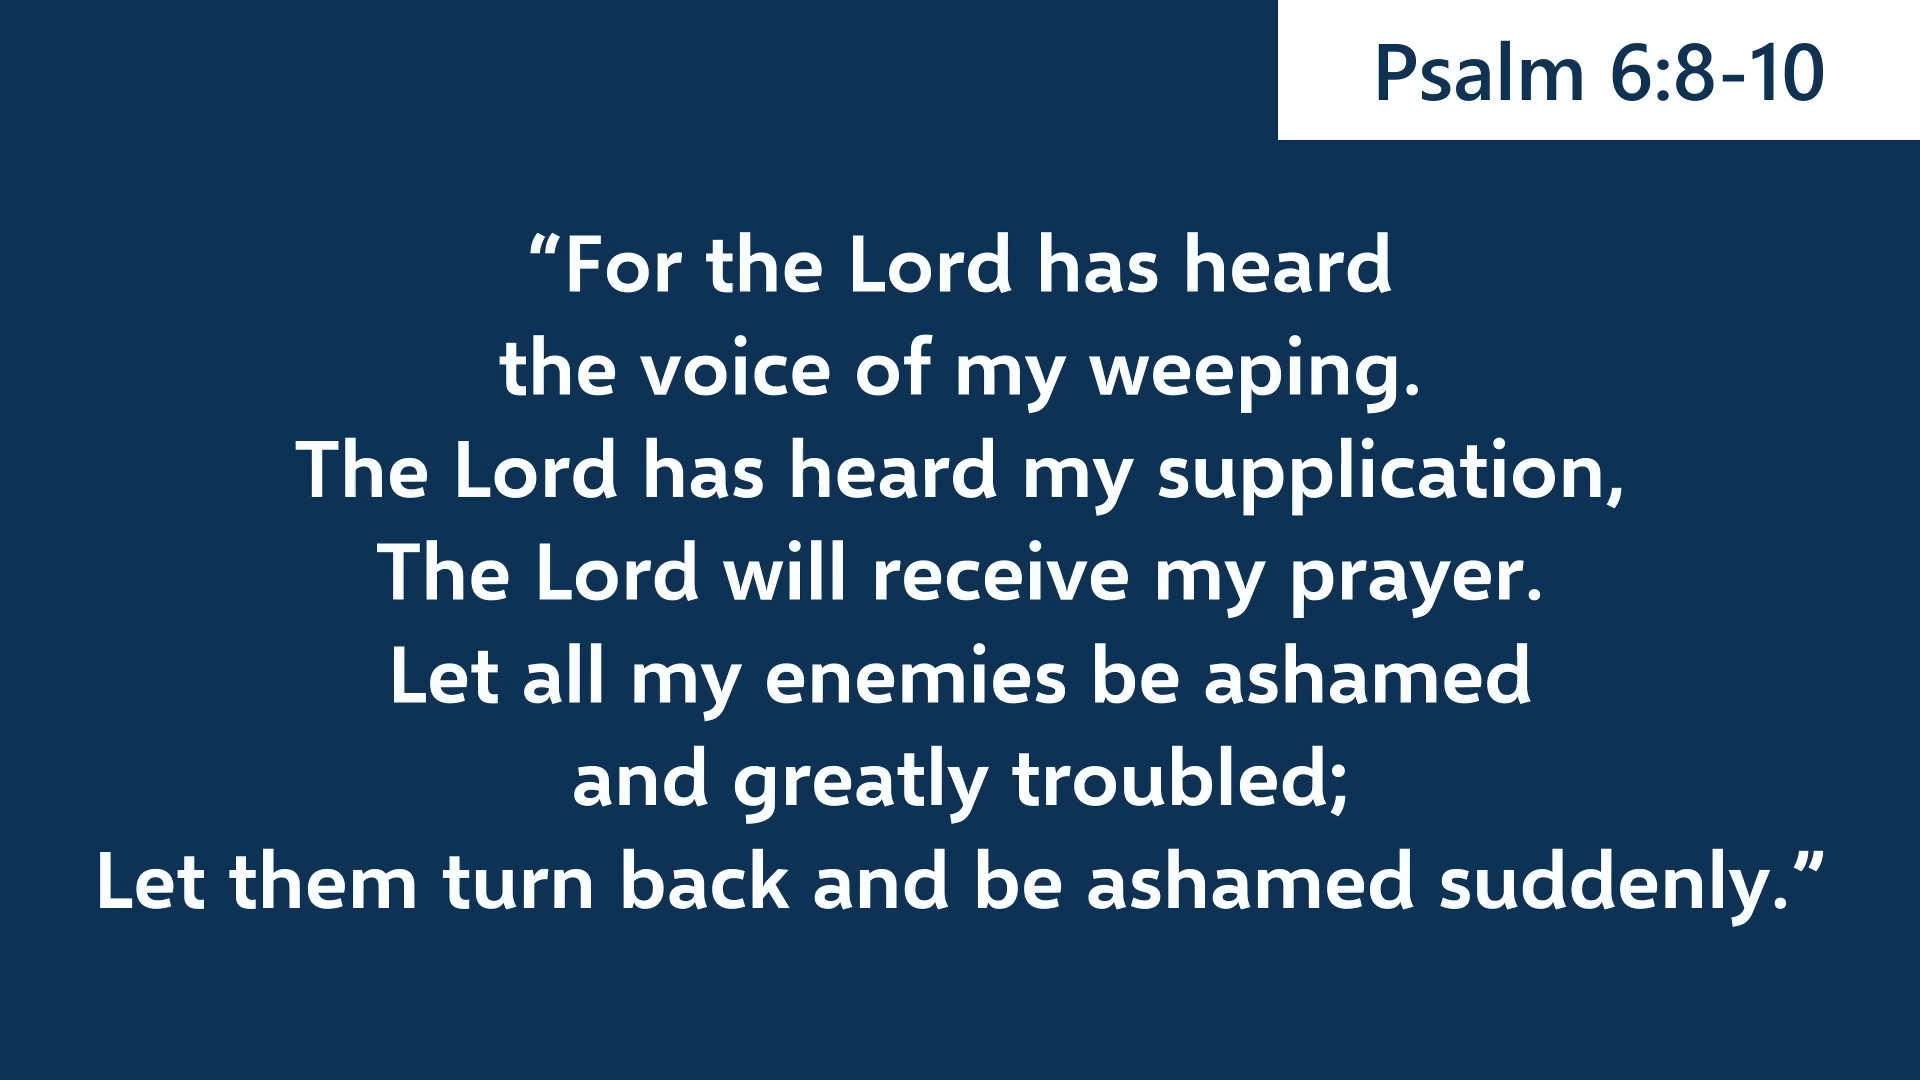 Psalm 6:8-10
“For the Lord has heard
the voice of my weeping.
The Lord has heard my supplication,
The Lord will receive my prayer.
Let all my enemies be ashamed
and greatly troubled;
Let them turn back and be ashamed suddenly.”